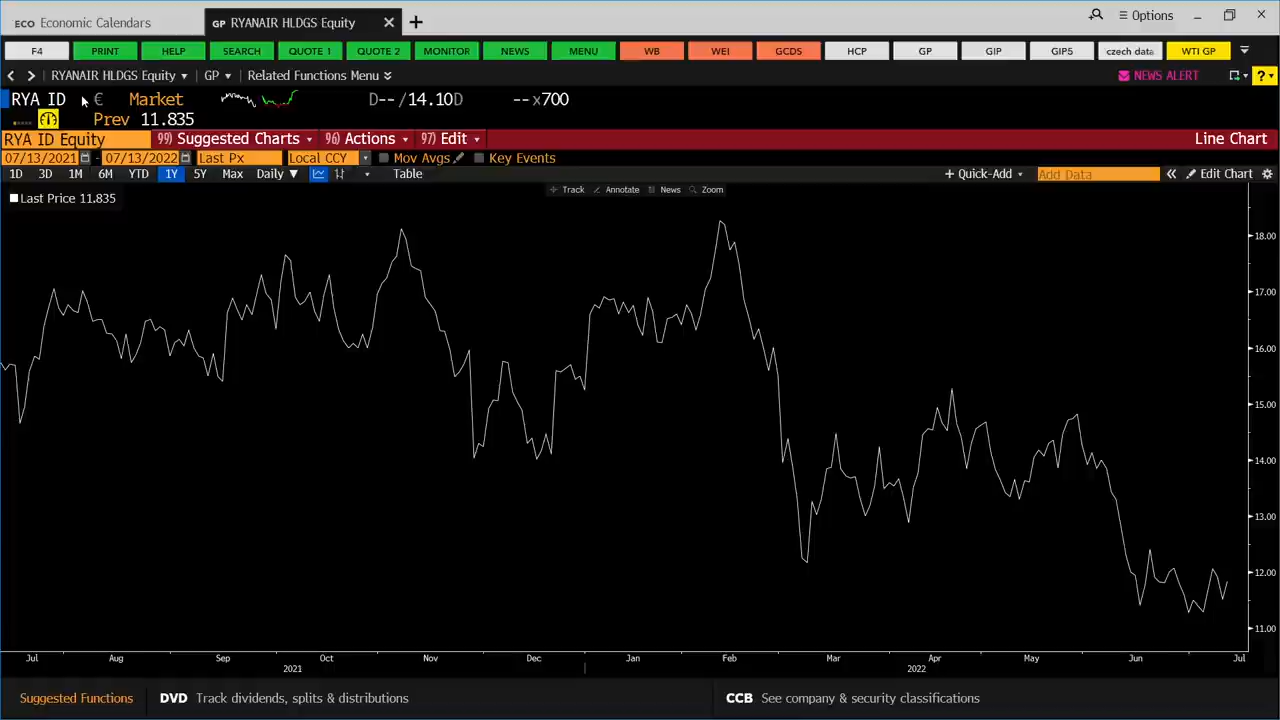 ECO Economic Calendars GP RYANAIR HLDGS Equity Options
F4 PRINT HELP SEARCH QUOTE 1 QUOTE 2 MONITOR NEWS MENU WB WEI GCDS HCP GP GIP GIP5 czech data WTI GP
RYANAIR HLDGS Equity GP Related Functions Menu NEWS ALERT ?
RYA ID € Market D--/14.10D --x700
Prev 11.835
RYA ID Equity 99) Suggested Charts 96) Actions 97) Edit Line Chart
07/13/2021 - 07/13/2022 Last Px Local CCY Mov Avgs Key Events
1D 3D 1M 6M YTD 1Y 5Y Max Daily Table + Quick-Add Add Data Edit Chart
Track Annotate News Zoom
Last Price 11.835
18.00
17.00
16.00
15.00
14.00
13.00
12.00
11.00
Jul Aug Sep Oct Nov Dec Jan Feb Mar Apr May Jun Jul
2021 2022
Suggested Functions DVD Track dividends, splits & distributions CCB See company & security classifications